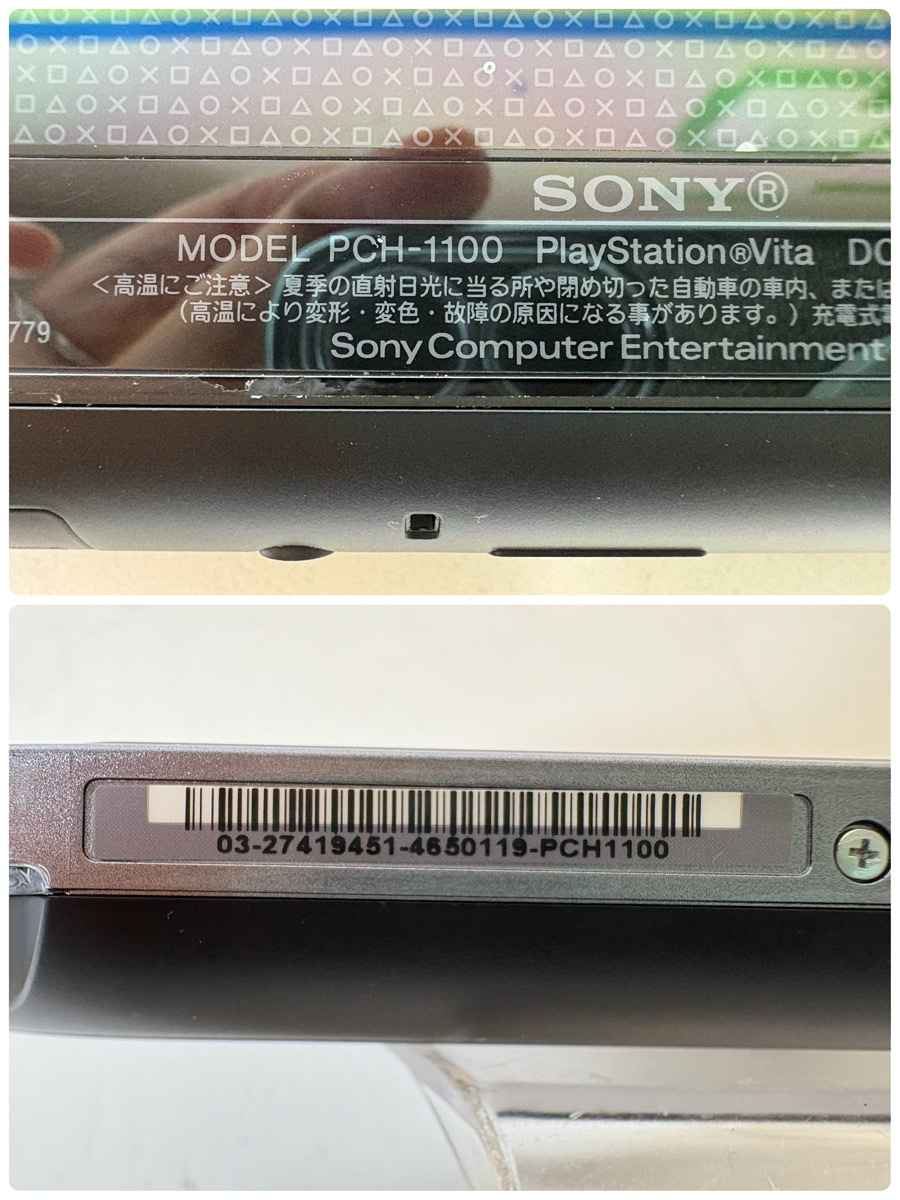 SONY®
MODEL PCH-1100 PlayStation®Vita DC
＜高温にご注意＞夏季の直射日光に当る所や閉め切った自動車の車内、または
（高温により変形・変色・故障の原因になる事があります。）充電式電
779
Sony Computer Entertainment
03-27419451-4650119-PCH1100